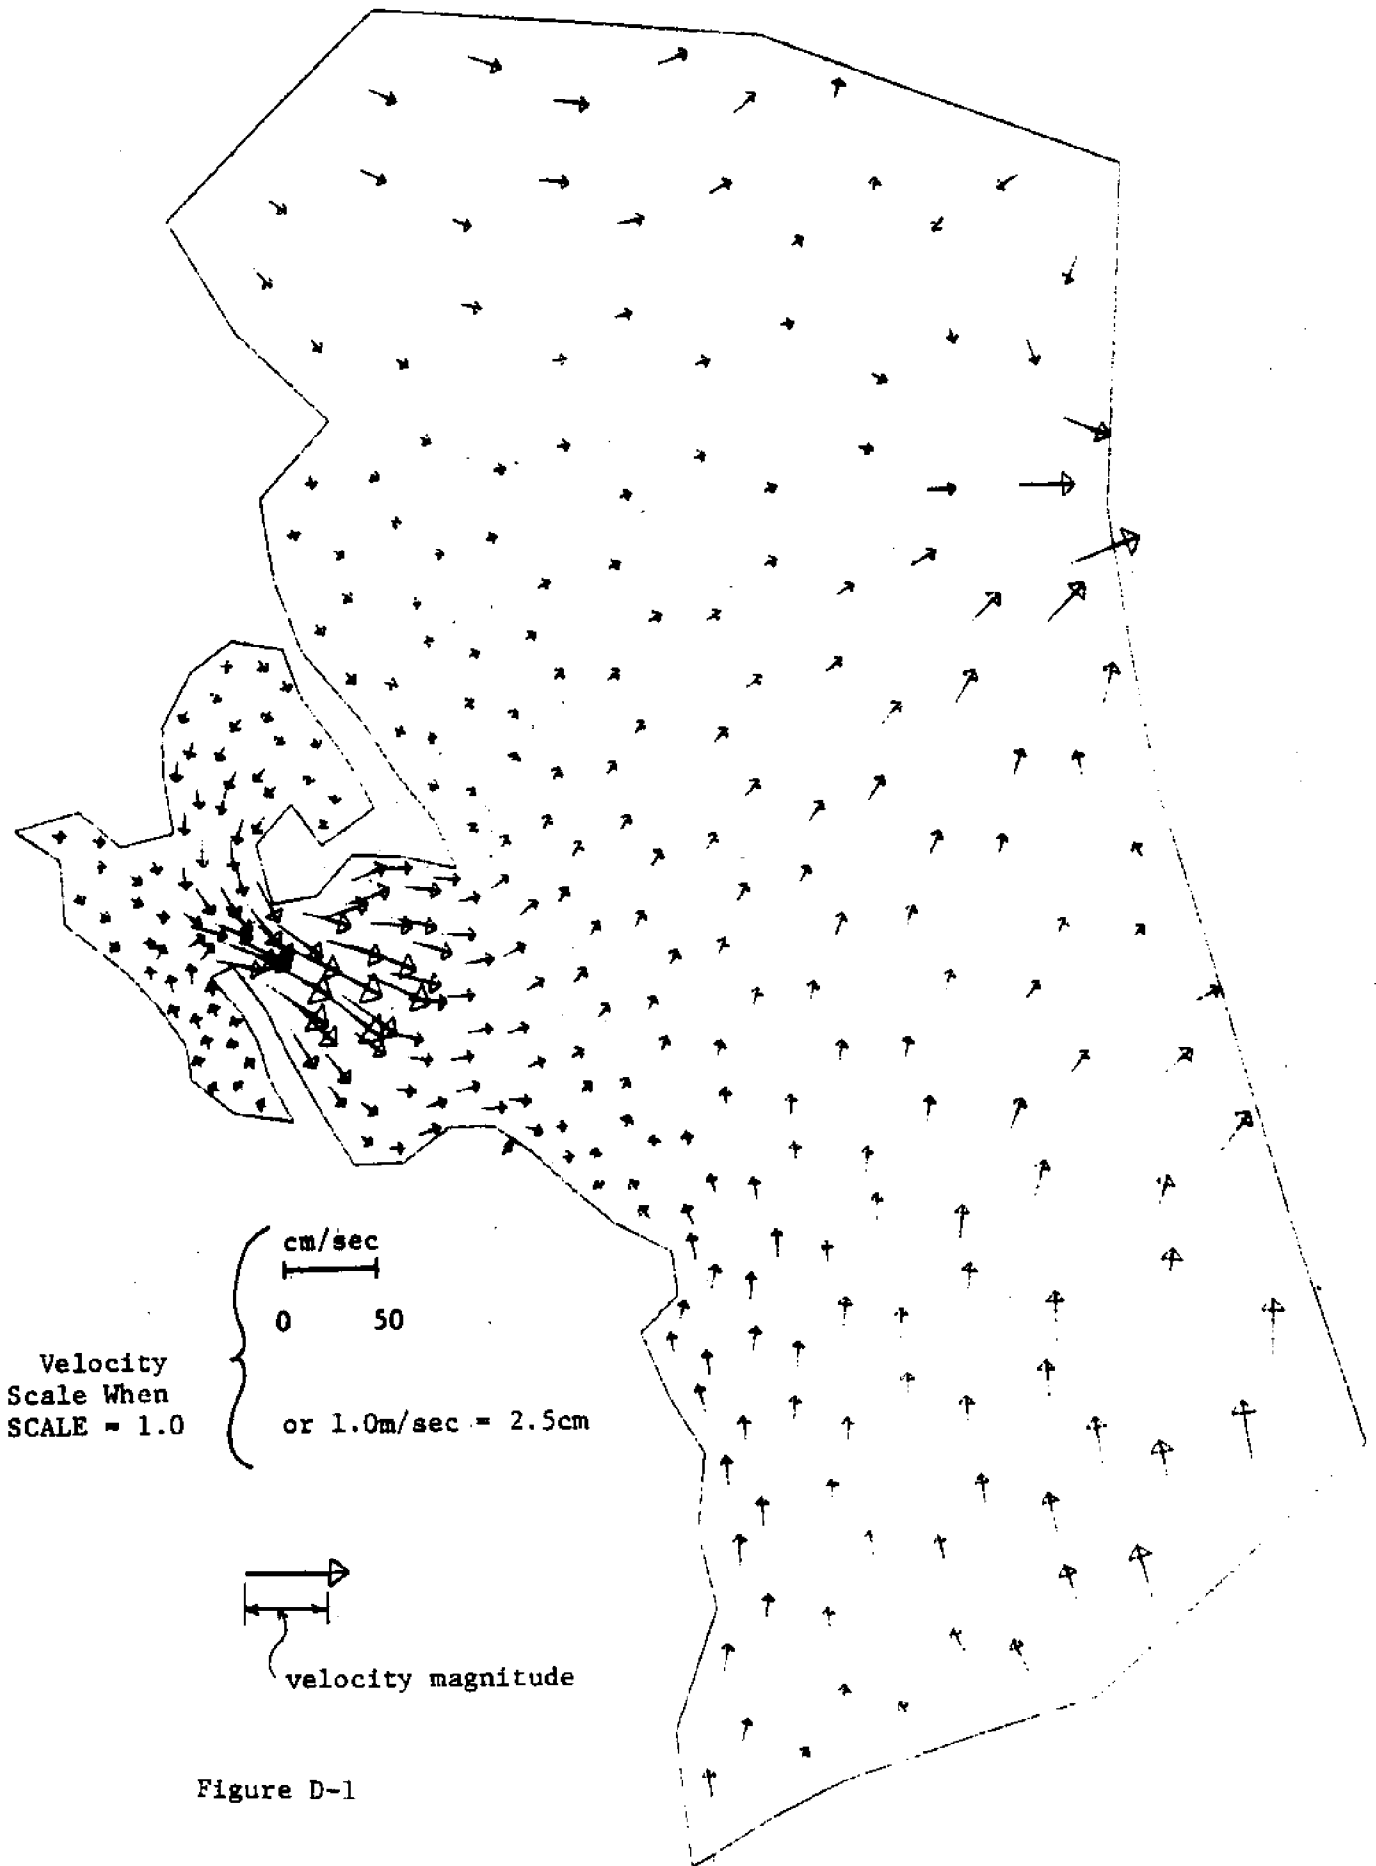 cm/sec
0 50
Velocity
Scale When
SCALE = 1.0
or 1.0m/sec = 2.5cm
velocity magnitude
Figure D-1